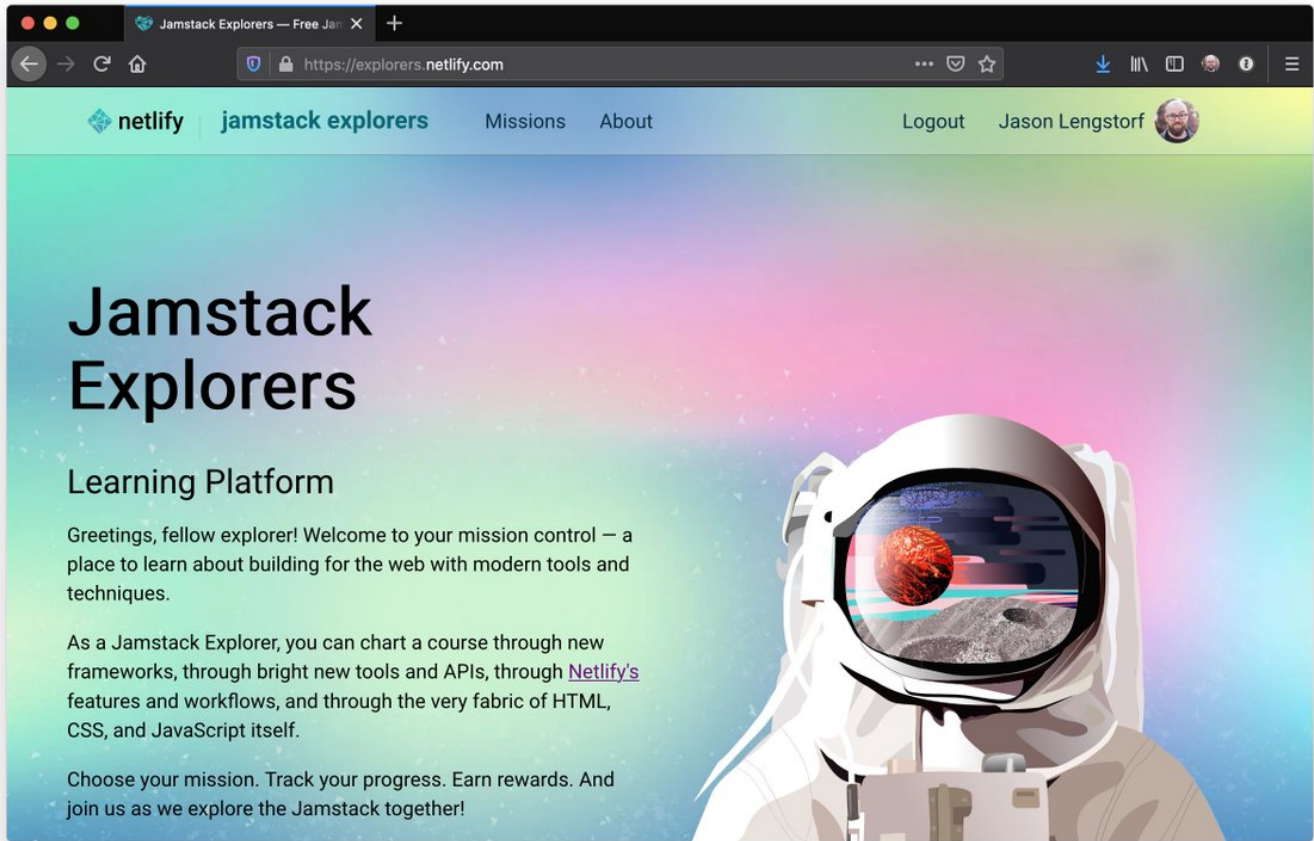 Jamstack Explorers — Free Jar
https://explorers.netlify.com
netlify
jamstack explorers
Missions
About
Logout
Jason Lengstorf
Jamstack
Explorers
Learning Platform
Greetings, fellow explorer! Welcome to your mission control — a
place to learn about building for the web with modern tools and
techniques.
As a Jamstack Explorer, you can chart a course through new
frameworks, through bright new tools and APIs, through Netlify's
features and workflows, and through the very fabric of HTML,
CSS, and JavaScript itself.
Choose your mission. Track your progress. Earn rewards. And
join us as we explore the Jamstack together!